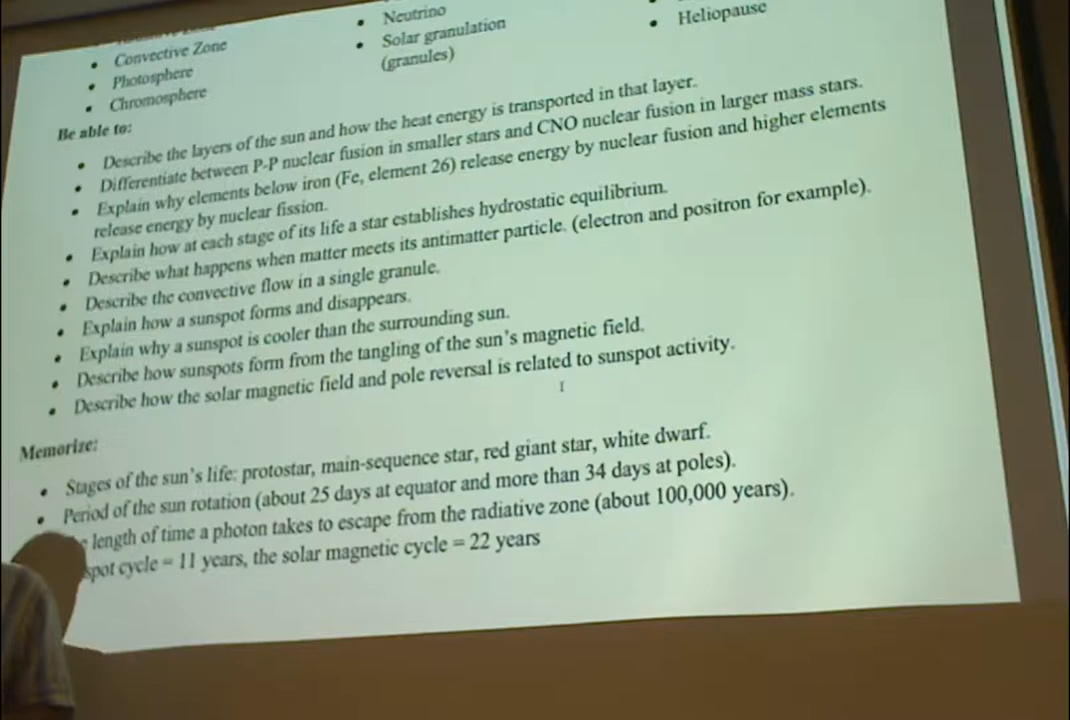 • Convective Zone
• Photosphere
• Chromosphere
• Neutrino
• Solar granulation
(granules)
• Heliopause
Be able to:
• Describe the layers of the sun and how the heat energy is transported in that layer.
• Differentiate between P-P nuclear fusion in smaller stars and CNO nuclear fusion in larger mass stars.
• Explain why elements below iron (Fe, element 26) release energy by nuclear fusion and higher elements
release energy by nuclear fission.
• Explain how at each stage of its life a star establishes hydrostatic equilibrium.
• Describe what happens when matter meets its antimatter particle. (electron and positron for example).
• Describe the convective flow in a single granule.
• Explain how a sunspot forms and disappears.
• Explain why a sunspot is cooler than the surrounding sun.
• Describe how sunspots form from the tangling of the sun's magnetic field.
• Describe how the solar magnetic field and pole reversal is related to sunspot activity.
Memorize:
• Stages of the sun's life: protostar, main-sequence star, red giant star, white dwarf.
• Period of the sun rotation (about 25 days at equator and more than 34 days at poles).
length of time a photon takes to escape from the radiative zone (about 100,000 years).
spot cycle = 11 years, the solar magnetic cycle = 22 years